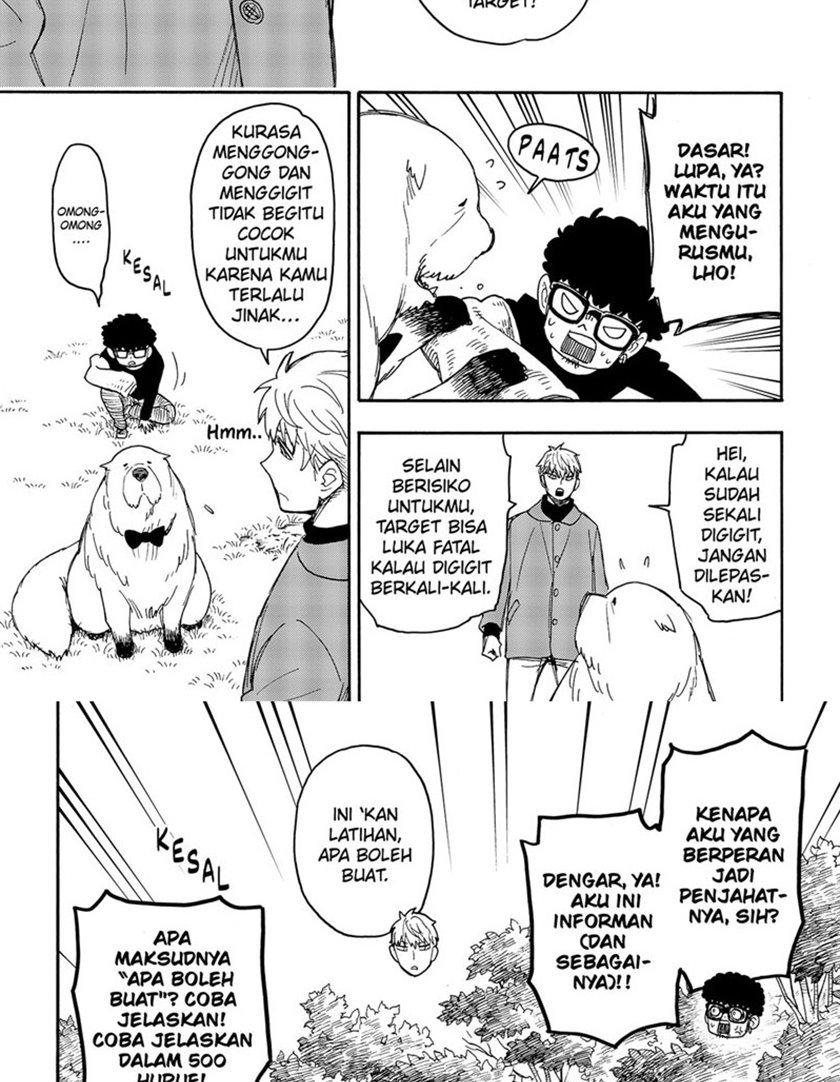 TARGET!
DASAR!
LUPA, YA?
WAKTU ITU
AKU YANG
MENGU-
RUSMU,
LHO!
PAATS
KURASA
MENGGONG-
GONG DAN
MENGGIGIT
TIDAK BEGITU
COCOK
UNTUKMU
KARENA KAMU
TERLALU
JINAK...
OMONG-
OMONG
....
KESAL
Hmm..
HEI,
KALAU
SUDAH
SEKALI
DIGIGIT,
JANGAN
DILEPAS-
KAN!
SELAIN
BERISIKO
UNTUKMU,
TARGET BISA
LUKA FATAL
KALAU DIGIGIT
BERKALI-KALI.
KENAPA
AKU YANG
BERPERAN
JADI
PENJAHAT-
NYA, SIH?
DENGAR, YA!
AKU INI
INFORMAN
(DAN
SEBAGAI-
NYA)!!
INI ‘KAN
LATIHAN,
APA BOLEH
BUAT.
KESAL
APA
MAKSUDNYA
“APA BOLEH
BUAT"? COBA
JELASKAN!
COBA JELASKAN
DALAM 500
HURUF!